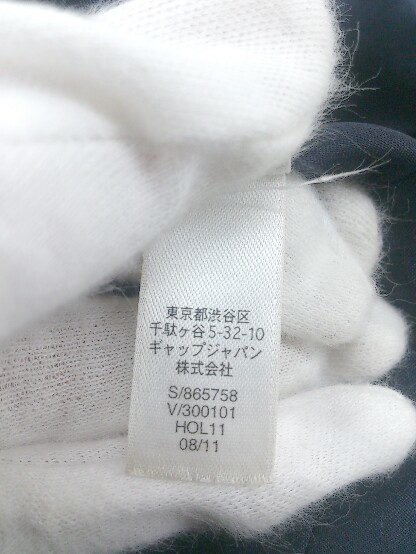 東京都渋谷区
千駄ヶ谷5-32-10
ギャップジャパン
株式会社
S/865758
V/300101
HOL11
08/11